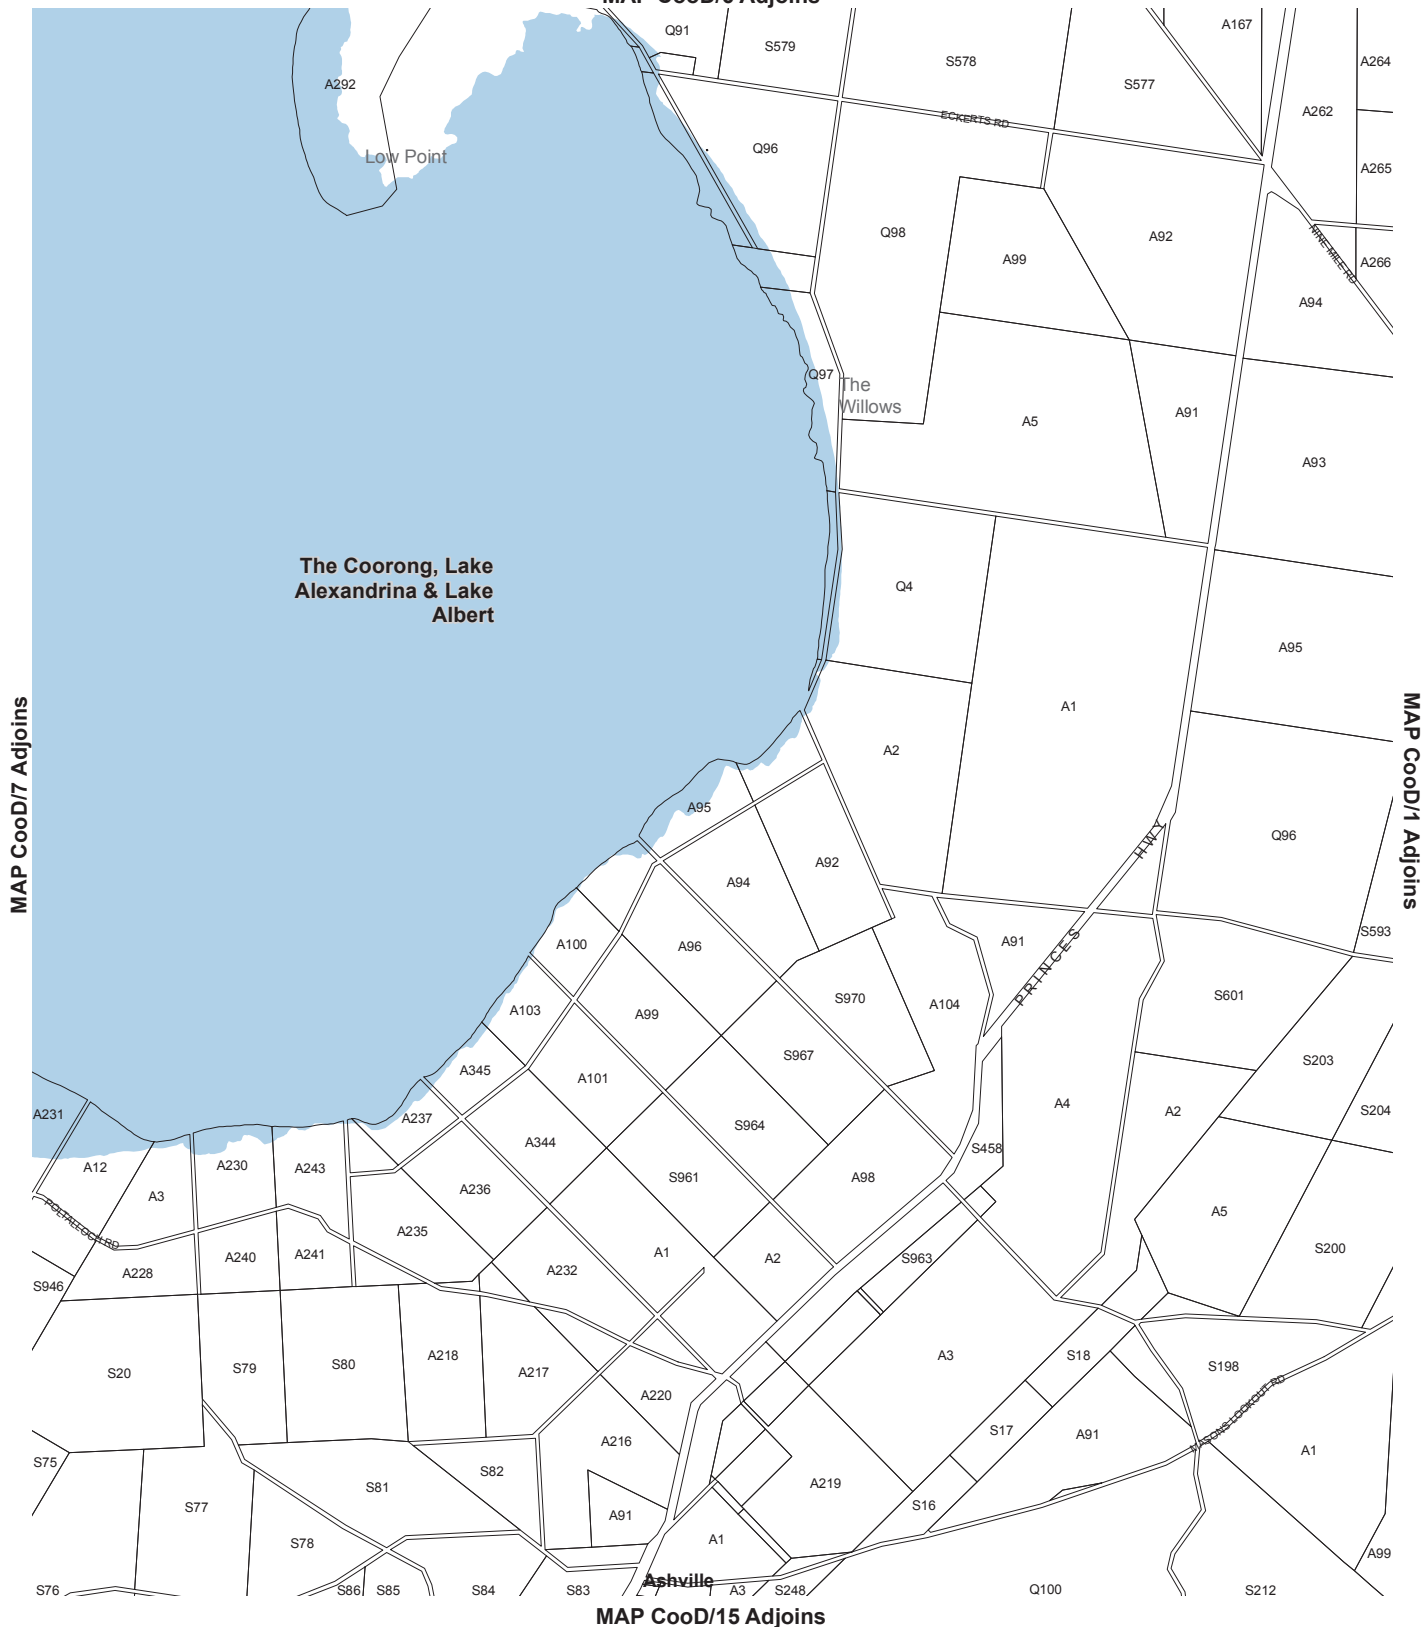 MAP CooD/6 Adjoins
Q91
S579
A167
S578
A264
S577
A292
A262
ECKERTS RD
Q96
Low Point
A265
Q98
A92
NINE MILE RD
A99
A266
A94
Q97
The
Willows
A5
A91
A93
The Coorong, Lake
Alexandrina & Lake
Albert
Q4
A95
MAP CooD/7 Adjoins
MAP CooD/1 Adjoins
A1
A2
A95
HWY
Q96
A92
A94
S593
A100
A96
A91
PRINCES
S601
A103
A99
S970
A104
S967
S203
A345
A101
A4
A2
S204
A231
A237
S964
A344
S458
A12
A230
A243
S961
A98
A3
A236
POLTALLOCH RD
A235
A5
A240
A241
A1
A2
S963
S200
A228
A232
S946
S20
S79
S80
A218
A217
A3
S18
S198
A220
MASONS LOOKOUT RD
A216
S17
A91
A1
S75
S82
S81
A219
S77
A91
S16
S78
A1
A99
Ashville
S76
S86
S85
S84
S83
A3
S248
Q100
S212
MAP CooD/15 Adjoins